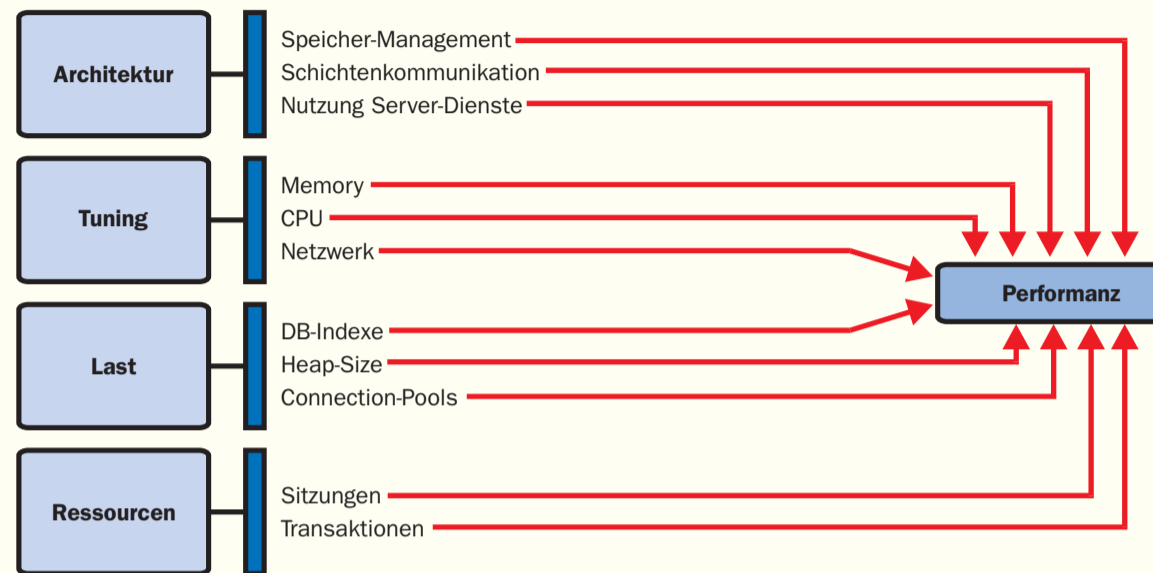 Architektur
Speicher-Management
Schichtenkommunikation
Nutzung Server-Dienste
Tuning
Memory
CPU
Netzwerk
Performanz
Last
DB-Indexe
Heap-Size
Connection-Pools
Ressourcen
Sitzungen
Transaktionen